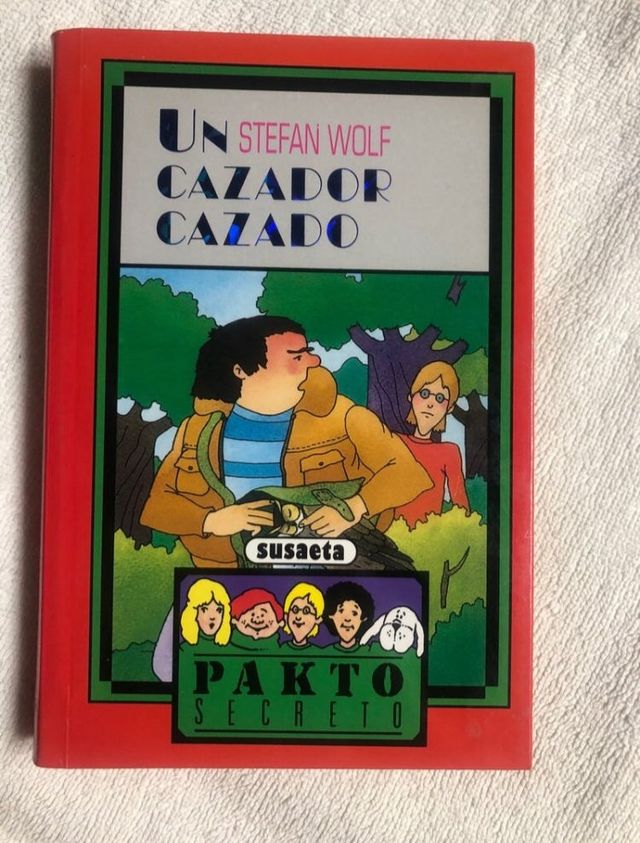 UN STEFAN WOLF
CAZADOR
CAZADO
susaeta
PAKTO
SECRETO